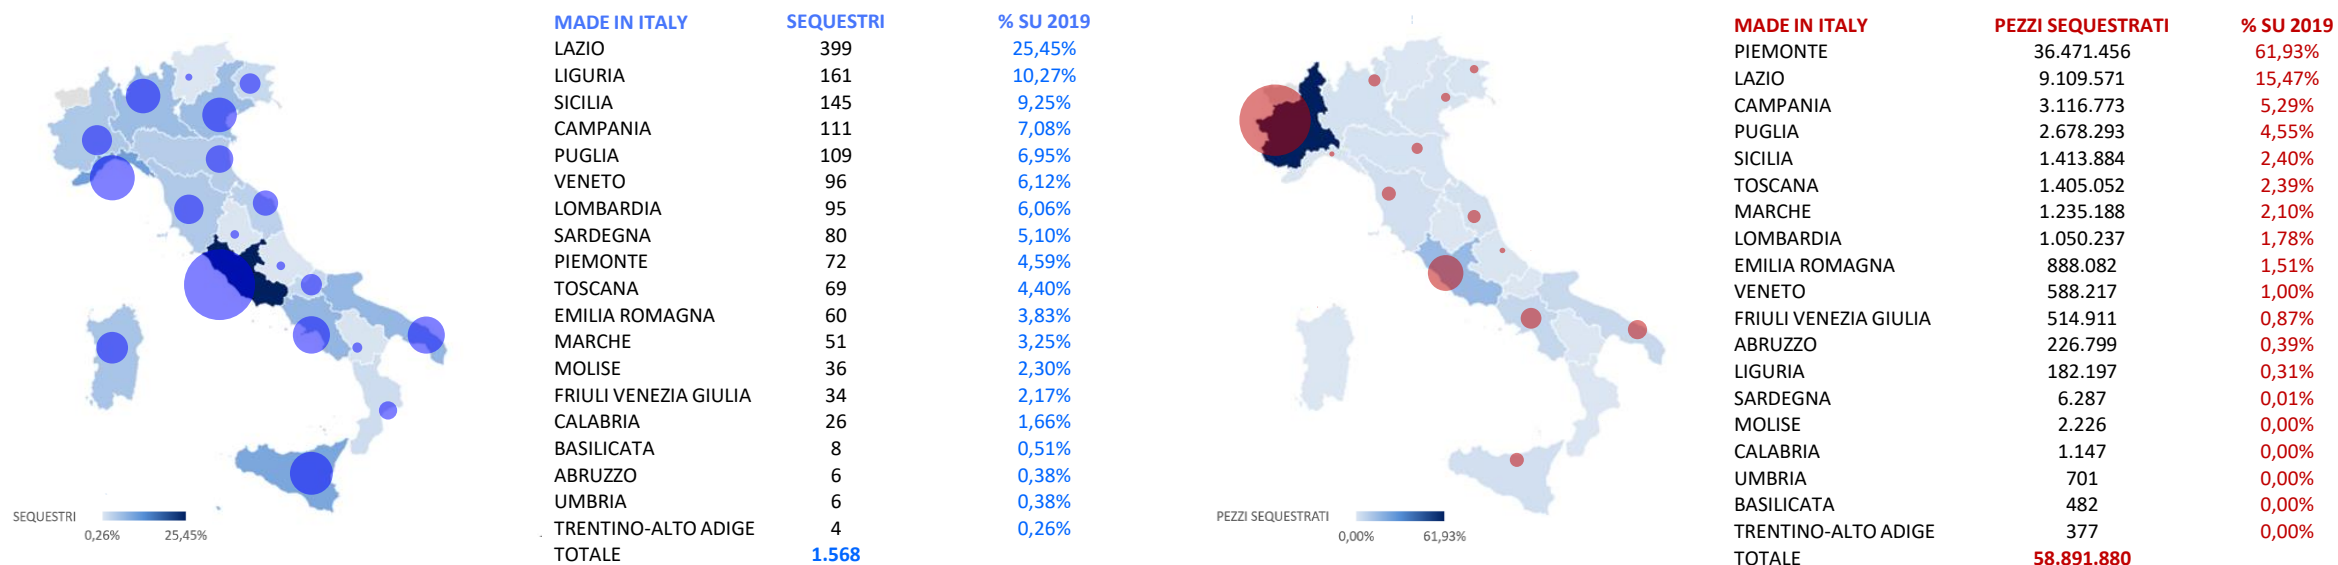 MADE IN ITALY SEQUESTRI % SU 2019
LAZIO 399 25,45%
LIGURIA 161 10,27%
SICILIA 145 9,25%
CAMPANIA 111 7,08%
PUGLIA 109 6,95%
VENETO 96 6,12%
LOMBARDIA 95 6,06%
SARDEGNA 80 5,10%
PIEMONTE 72 4,59%
TOSCANA 69 4,40%
EMILIA ROMAGNA 60 3,83%
MARCHE 51 3,25%
MOLISE 36 2,30%
FRIULI VENEZIA GIULIA 34 2,17%
CALABRIA 26 1,66%
BASILICATA 8 0,51%
ABRUZZO 6 0,38%
UMBRIA 6 0,38%
TRENTINO-ALTO ADIGE 4 0,26%
TOTALE 1.568
SEQUESTRI
0,26% 25,45%
MADE IN ITALY PEZZI SEQUESTRATI % SU 2019
PIEMONTE 36.471.456 61,93%
LAZIO 9.109.571 15,47%
CAMPANIA 3.116.773 5,29%
PUGLIA 2.678.293 4,55%
SICILIA 1.413.884 2,40%
TOSCANA 1.405.052 2,39%
MARCHE 1.235.188 2,10%
LOMBARDIA 1.050.237 1,78%
EMILIA ROMAGNA 888.082 1,51%
VENETO 588.217 1,00%
FRIULI VENEZIA GIULIA 514.911 0,87%
ABRUZZO 226.799 0,39%
LIGURIA 182.197 0,31%
SARDEGNA 6.287 0,01%
MOLISE 2.226 0,00%
CALABRIA 1.147 0,00%
UMBRIA 701 0,00%
BASILICATA 482 0,00%
TRENTINO-ALTO ADIGE 377 0,00%
TOTALE 58.891.880
PEZZI SEQUESTRATI
0,00% 61,93%